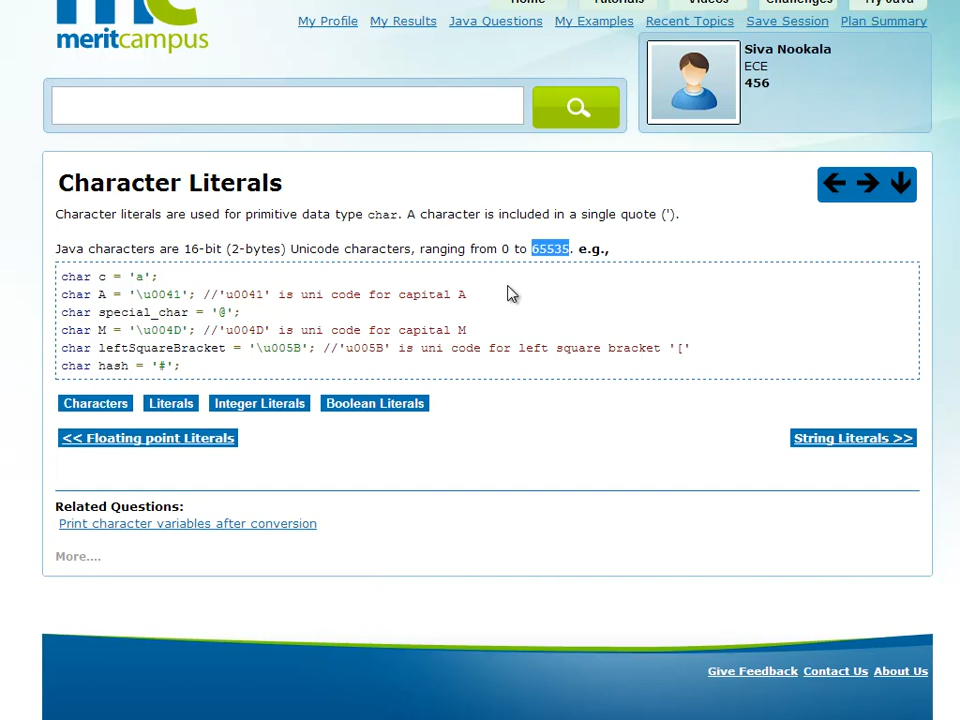 Home Tutorials Videos Challenges Try Java
mc
meritcampus
My Profile My Results Java Questions My Examples Recent Topics Save Session Plan Summary
Siva Nookala
ECE
456
Character Literals
Character literals are used for primitive data type char. A character is included in a single quote (').
Java characters are 16-bit (2-bytes) Unicode characters, ranging from 0 to 65535. e.g.,
char c = 'a';
char A = '\u0041'; //'u0041' is uni code for capital A
char special_char = '@';
char M = '\u004D'; //'u004D' is uni code for capital M
char leftSquareBracket = '\u005B'; //'u005B' is uni code for left square bracket '['
char hash = '#';
Characters Literals Integer Literals Boolean Literals
<< Floating point Literals String Literals >>
Related Questions:
Print character variables after conversion
More....
Give Feedback Contact Us About Us